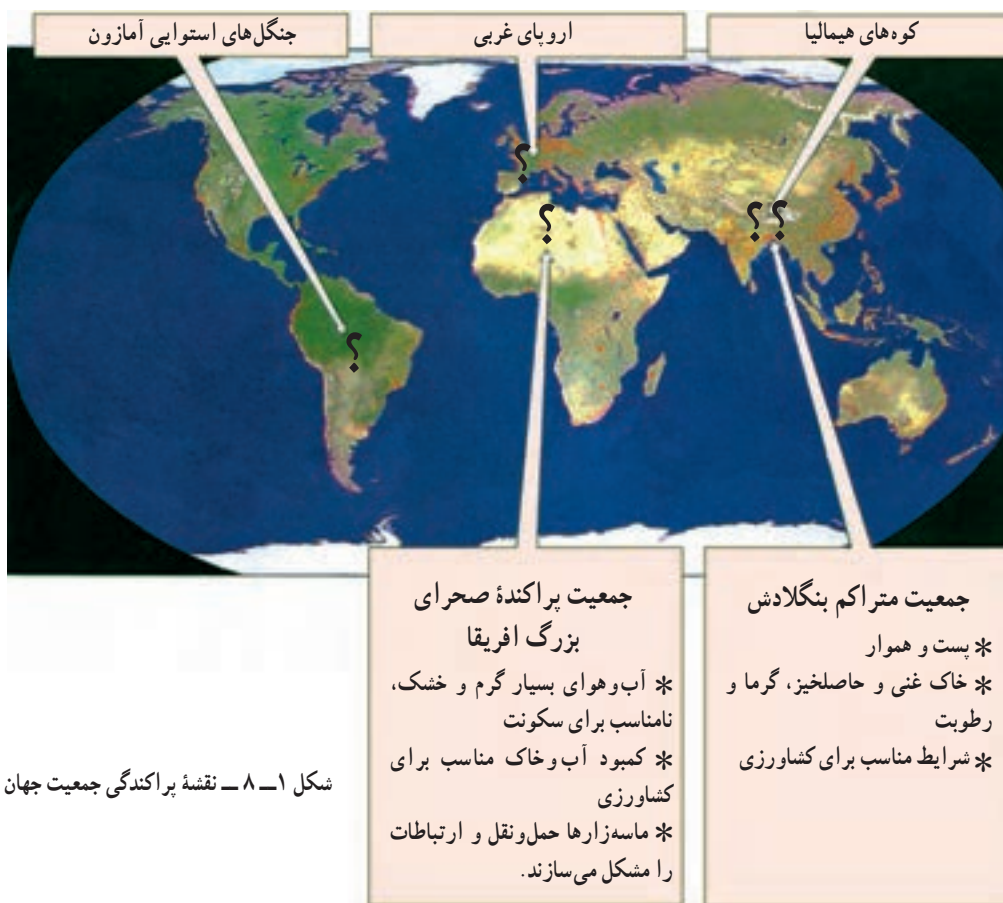 کوه‌های هیمالیا
اروپای غربی
جنگل‌های استوایی آمازون
؟
؟
؟ ؟
؟
جمعیت متراکم بنگلادش
* پست و هموار
* خاک غنی و حاصلخیز، گرما و
رطوبت
* شرایط مناسب برای کشاورزی
جمعیت پراکندهٔ صحرای
بزرگ افریقا
* آب‌وهوای بسیار گرم و خشک،
نامناسب برای سکونت
* کمبود آب و خاک مناسب برای
کشاورزی
* ماسه‌زارها حمل‌ونقل و ارتباطات
را مشکل می‌سازند.
شکل ۱ــ ۸ ــ نقشهٔ پراکندگی جمعیت جهان